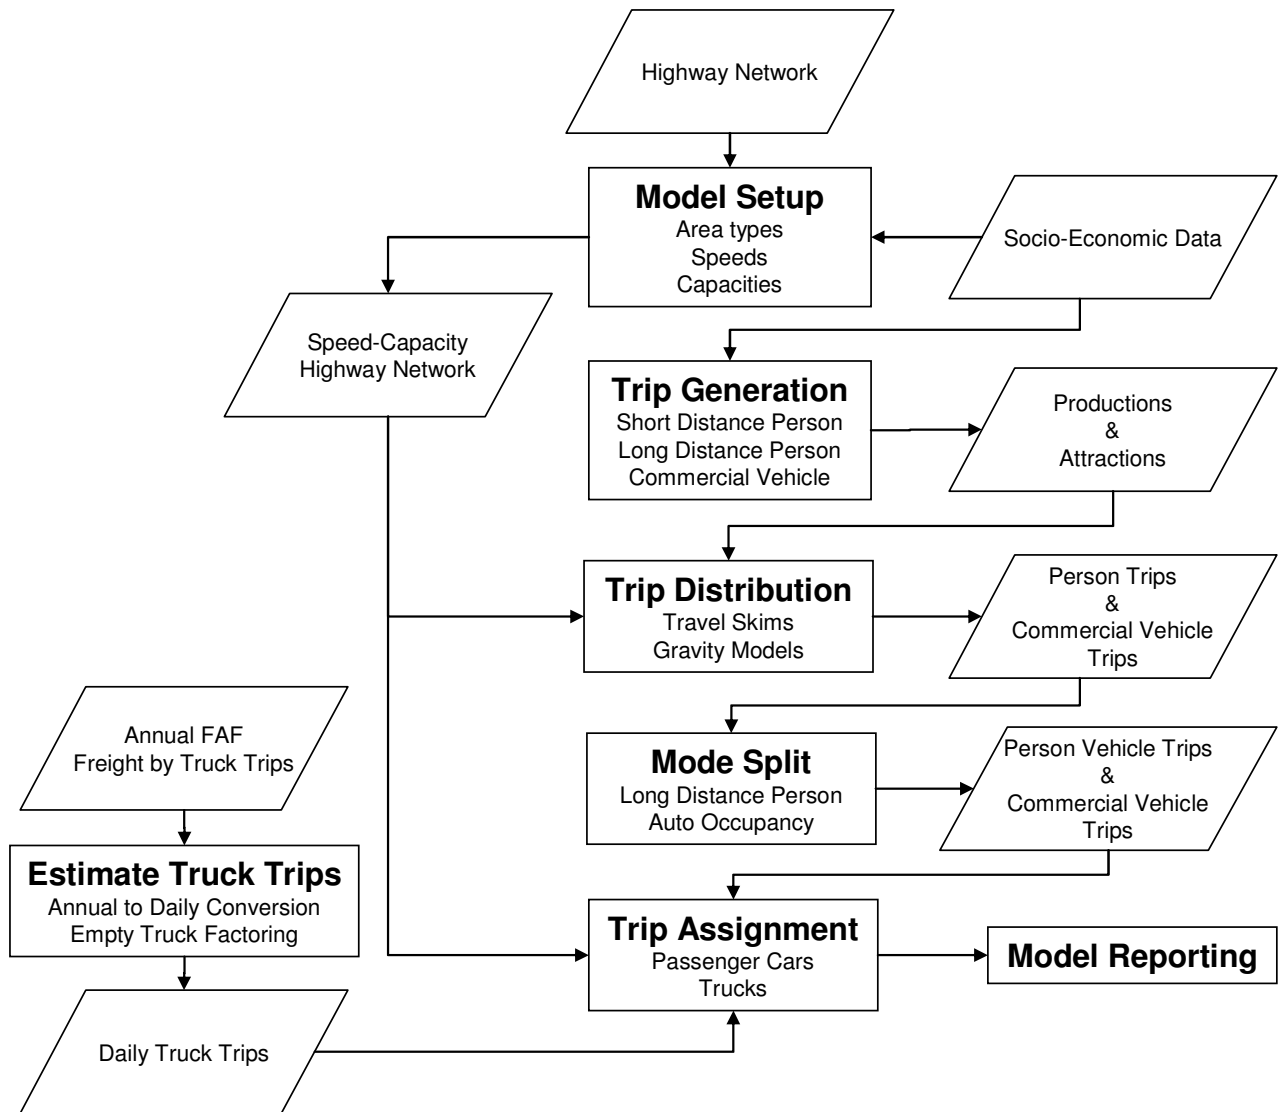 Highway Network
Model Setup
Area types
Speeds
Capacities
Socio-Economic Data
Speed-Capacity
Highway Network
Trip Generation
Short Distance Person
Long Distance Person
Commercial Vehicle
Productions
&
Attractions
Trip Distribution
Travel Skims
Gravity Models
Person Trips
&
Commercial Vehicle
Trips
Annual FAF
Freight by Truck Trips
Mode Split
Long Distance Person
Auto Occupancy
Person Vehicle Trips
&
Commercial Vehicle
Trips
Estimate Truck Trips
Annual to Daily Conversion
Empty Truck Factoring
Trip Assignment
Passenger Cars
Trucks
Model Reporting
Daily Truck Trips